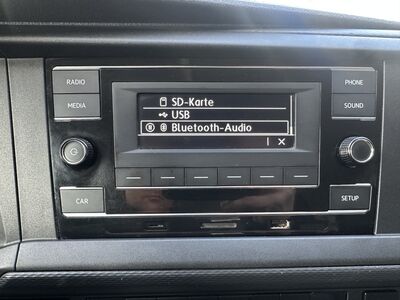 RADIO
MEDIA
SD-Karte
USB
Bluetooth-Audio
PHONE
SOUND
CAR
SETUP